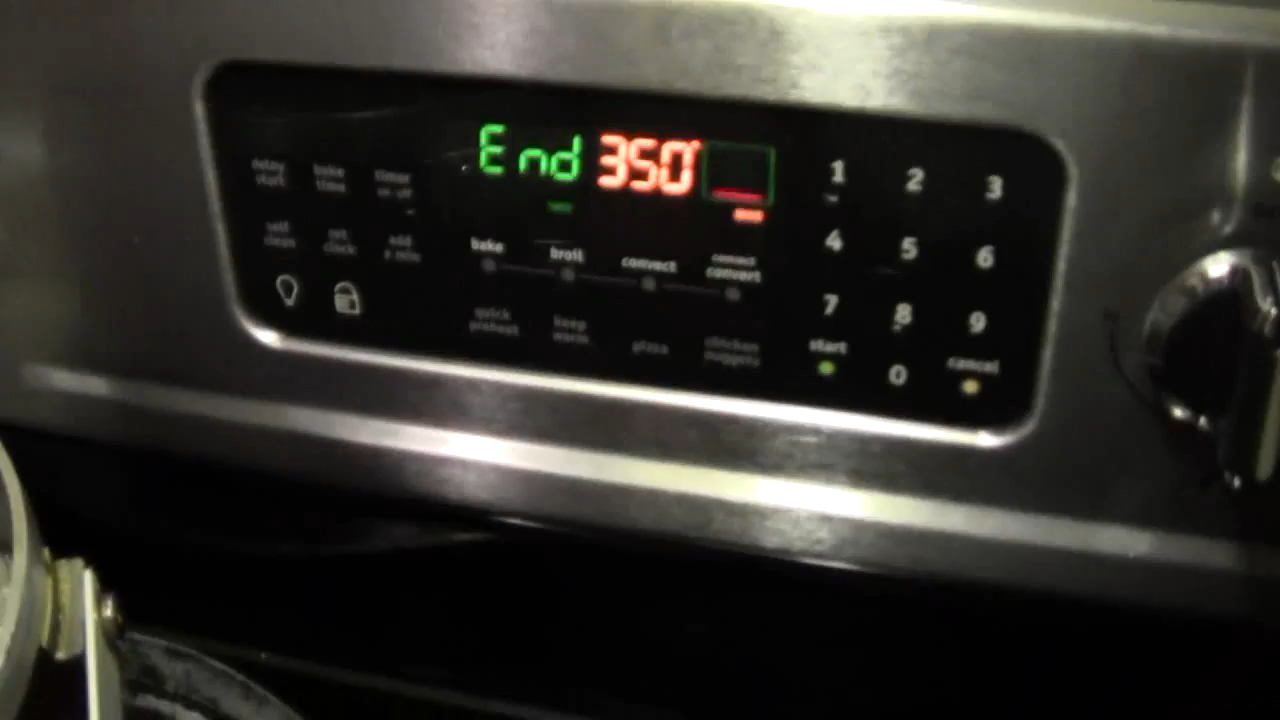 End 350°
delay start
bake time
timer on-off
self clean
set clock
add a min
bake
broil
convect
convect convert
quick preheat
keep warm
pizza
chicken nuggets
1 2 3
4 5 6
7 8 9
start 0 cancel